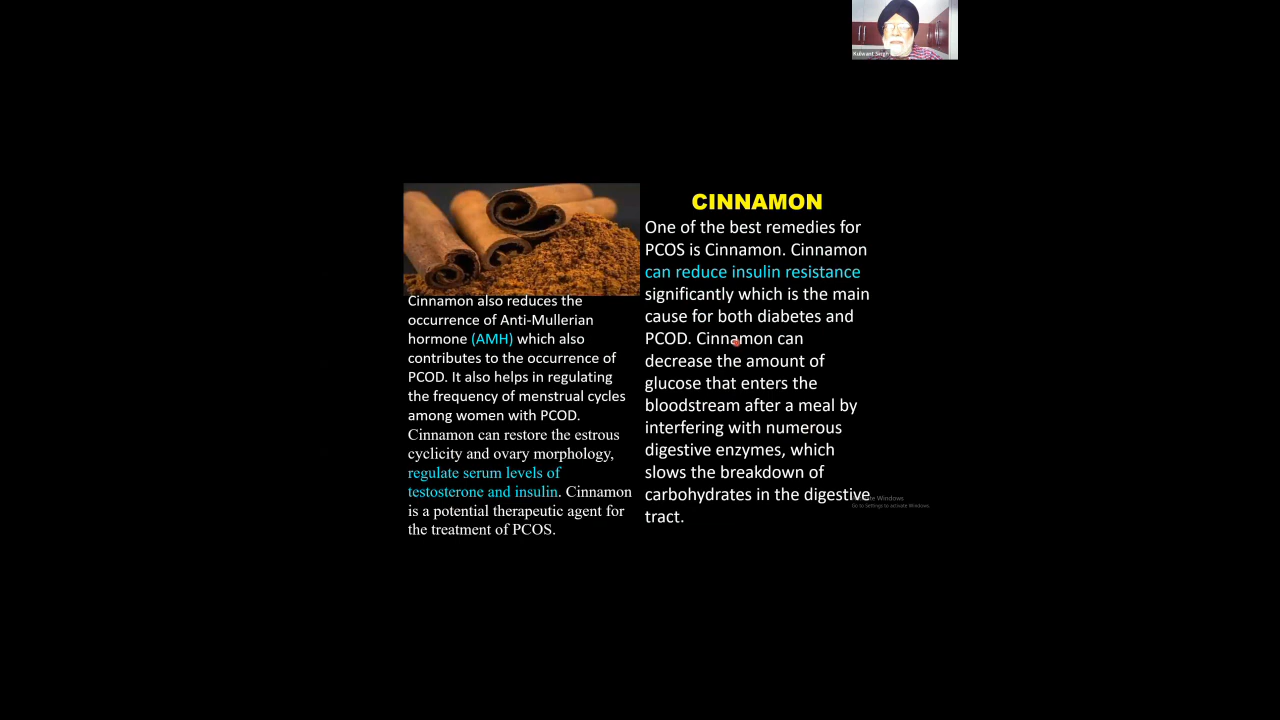 Kulwant Singh
CINNAMON
One of the best remedies for
PCOS is Cinnamon. Cinnamon
can reduce insulin resistance
significantly which is the main
cause for both diabetes and
PCOD. Cinnamon can
decrease the amount of
glucose that enters the
bloodstream after a meal by
interfering with numerous
digestive enzymes, which
slows the breakdown of
carbohydrates in the digestive
tract.
Cinnamon also reduces the
occurrence of Anti-Mullerian
hormone (AMH) which also
contributes to the occurrence of
PCOD. It also helps in regulating
the frequency of menstrual cycles
among women with PCOD.
Cinnamon can restore the estrous
cyclicity and ovary morphology,
regulate serum levels of
testosterone and insulin. Cinnamon
is a potential therapeutic agent for
the treatment of PCOS.
Windows
Go to Settings to activate Windows.